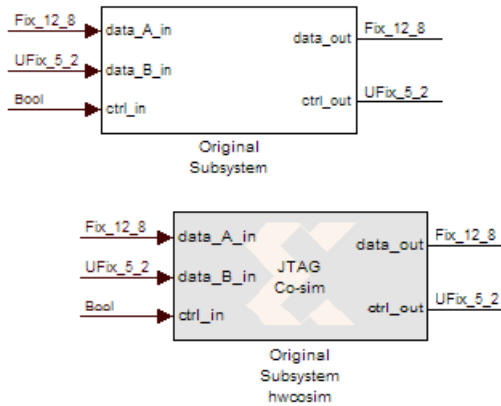 Fix_12_8
data_A_in
data_out
Fix_12_8
UFix_5_2
data_B_in
Bool
ctrl_in
ctrl_out
UFix_5_2
Original
Subsystem
Fix_12_8
data_A_in
data_out
Fix_12_8
UFix_5_2
data_B_in
JTAG
Co-sim
Bool
ctrl_in
ctrl_out
UFix_5_2
Original
Subsystem
hwcosim